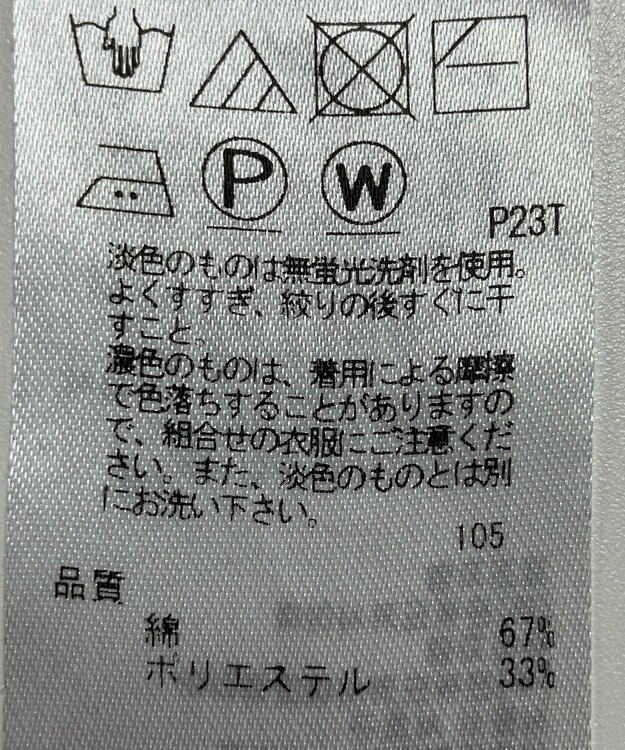 P W
P23T
淡色のものは無蛍光洗剤を使用。
よくすすぎ、絞りの後すぐに干
すこと。
濃色のものは、着用による摩擦
で色落ちすることがありますの
で、組合せの衣服にご注意くだ
さい。また、淡色のものとは別
にお洗い下さい。
105
品質
綿 67%
ポリエステル 33%